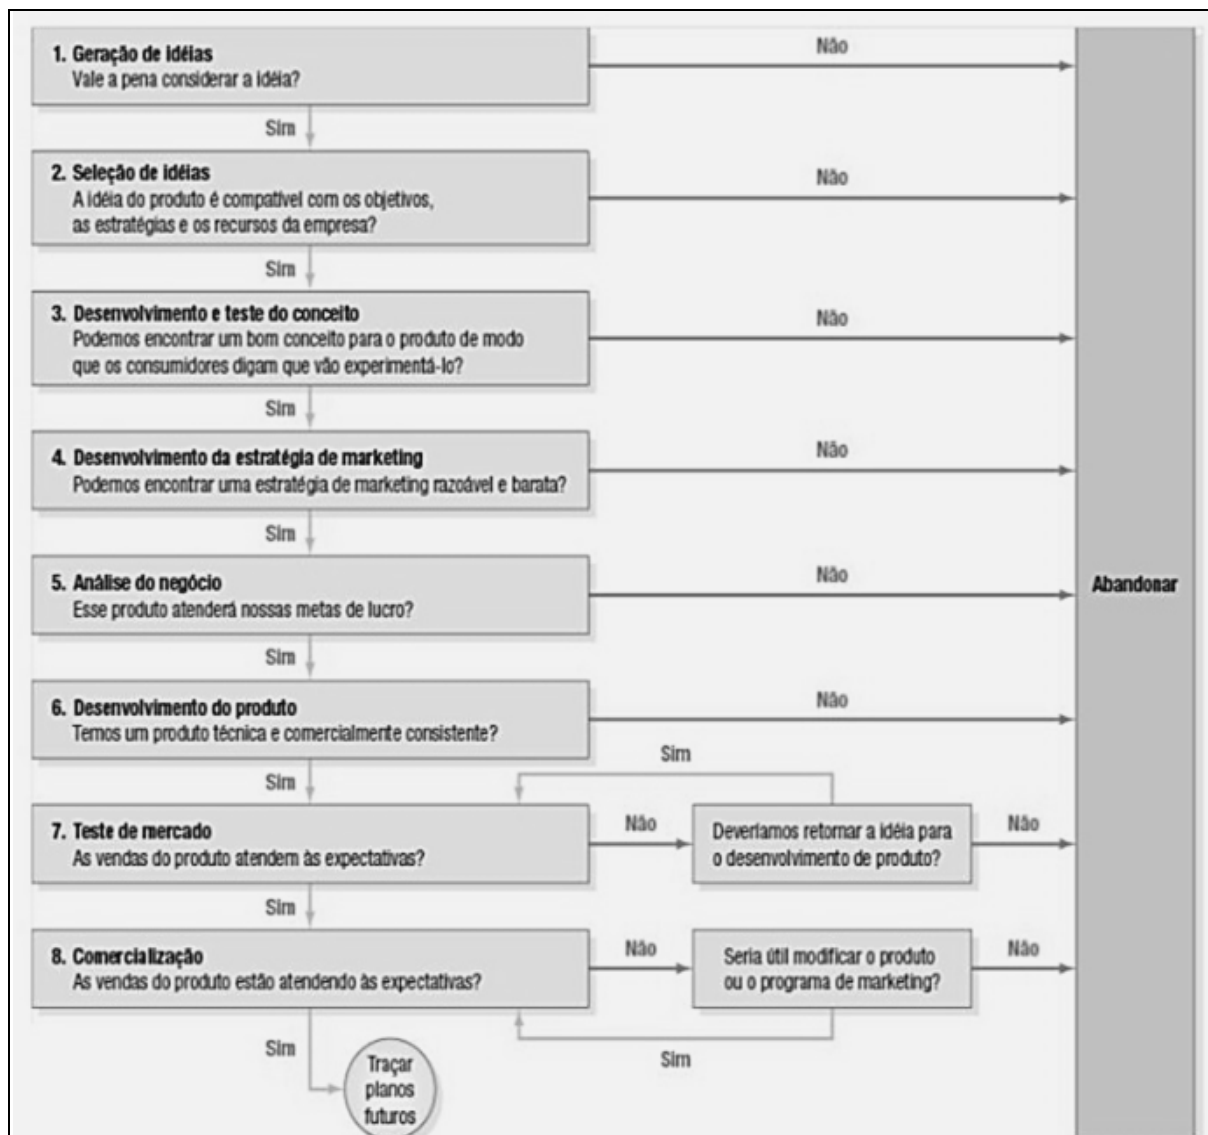 1. Geração de idéias
Vale a pena considerar a idéia?
Não
Sim
2. Seleção de idéias
A idéia do produto é compatível com os objetivos,
as estratégias e os recursos da empresa?
Não
Sim
3. Desenvolvimento e teste do conceito
Podemos encontrar um bom conceito para o produto de modo
que os consumidores digam que vão experimentá-lo?
Não
Sim
4. Desenvolvimento da estratégia de marketing
Podemos encontrar uma estratégia de marketing razoável e barata?
Não
Sim
5. Análise do negócio
Esse produto atenderá nossas metas de lucro?
Não
Abandonar
Sim
6. Desenvolvimento do produto
Temos um produto técnica e comercialmente consistente?
Não
Sim
Sim
7. Teste de mercado
As vendas do produto atendem às expectativas?
Não
Deveríamos retornar a idéia para
o desenvolvimento de produto?
Não
Sim
8. Comercialização
As vendas do produto estão atendendo às expectativas?
Não
Seria útil modificar o produto
ou o programa de marketing?
Não
Sim
Sim
Traçar
planos
futuros